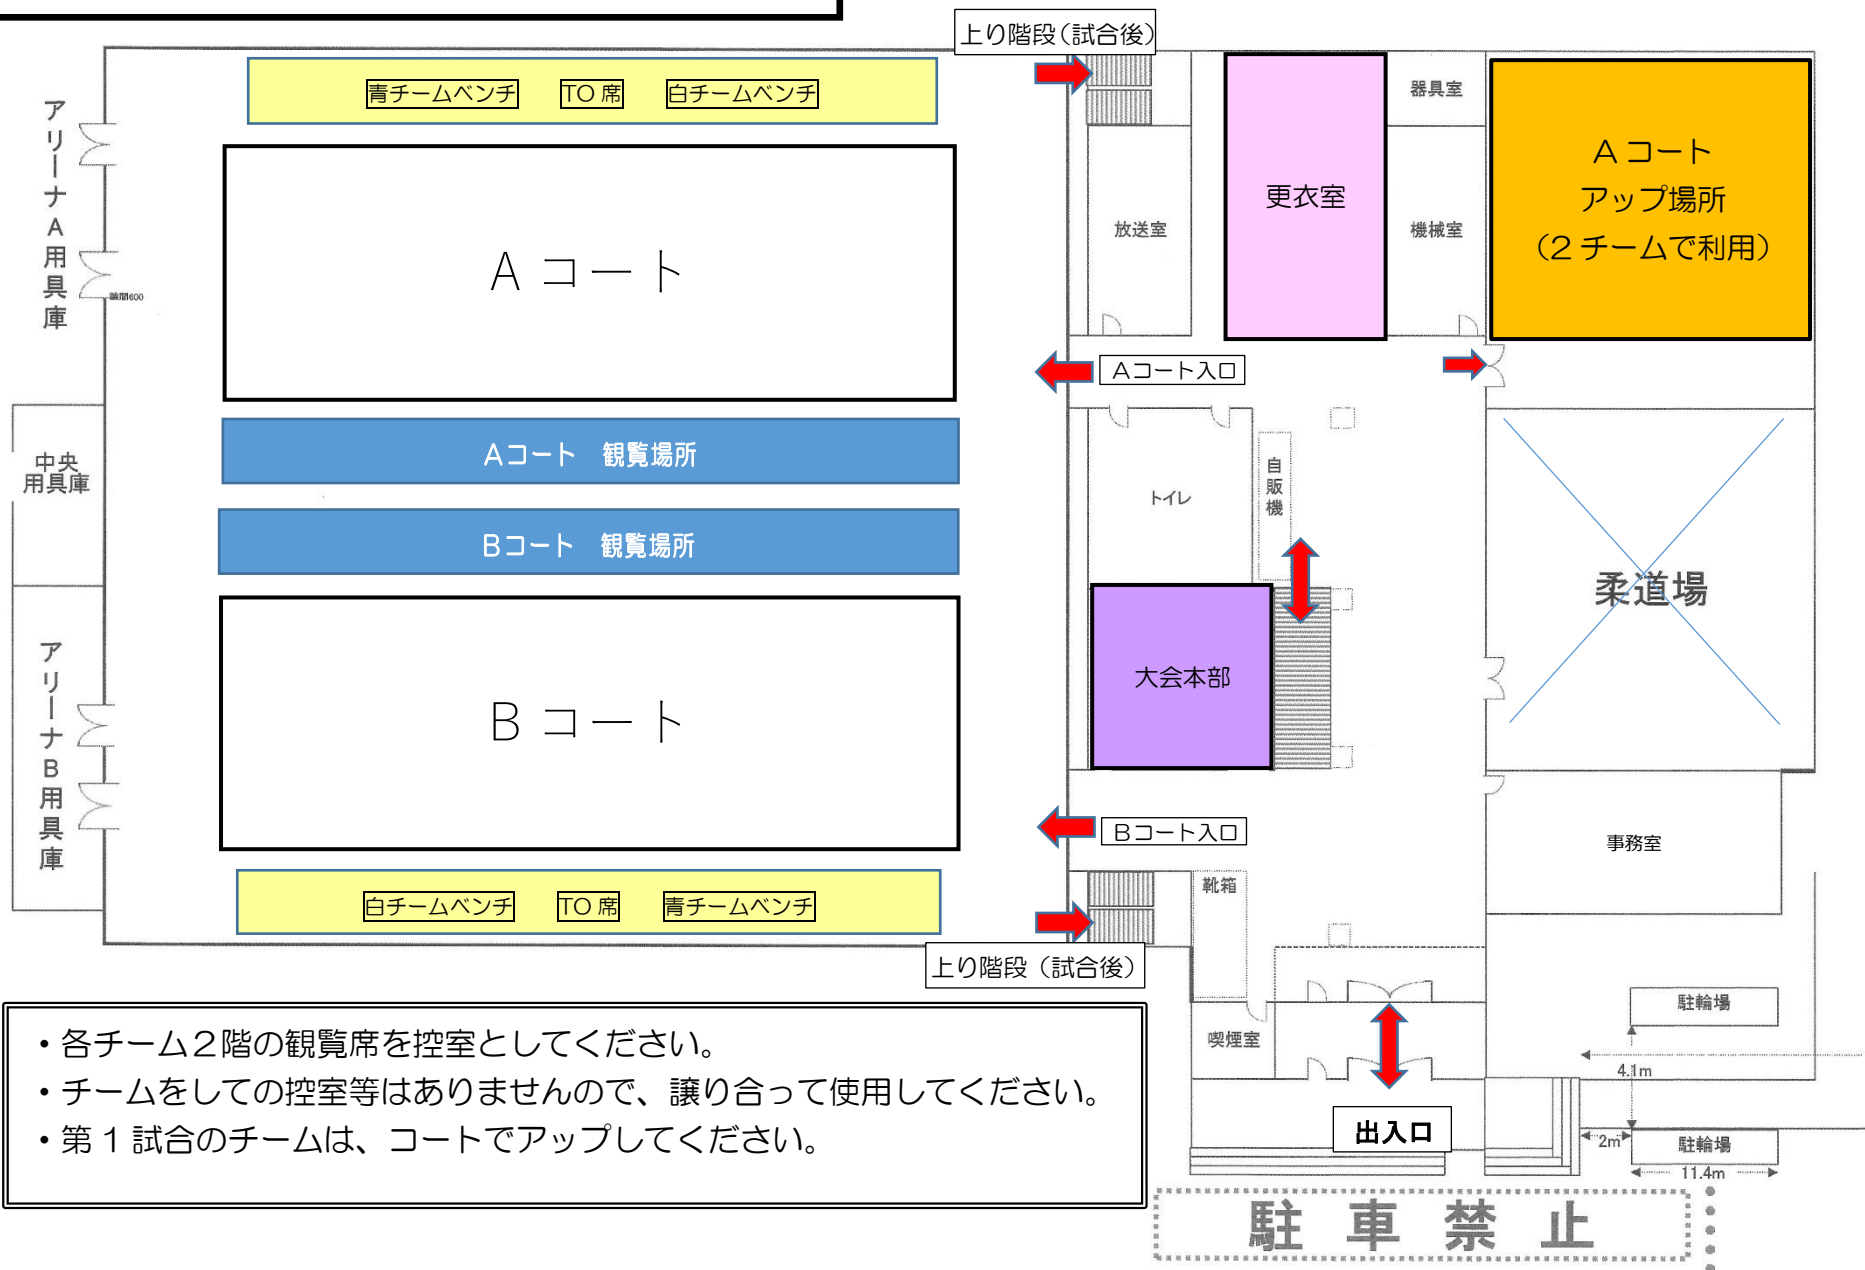 上り階段(試合後)
青チームベンチ TO席 白チームベンチ
アリーナA用具庫
Aコート
放送室
更衣室
器具室
機械室
Aコート
アップ場所
(2チームで利用)
Aコート入口
Aコート 観覧場所
Bコート 観覧場所
中央
用具庫
トイレ
自販機
柔道場
大会本部
アリーナB用具庫
Bコート
Bコート入口
事務室
白チームベンチ TO席 青チームベンチ
靴箱
上り階段(試合後)
・各チーム2階の観覧席を控室としてください。
・チームをしての控室等はありませんので、譲り合って使用してください。
・第1試合のチームは、コートでアップしてください。
喫煙室
出入口
駐輪場
4.1m
2m
駐輪場
11.4m
駐車禁止